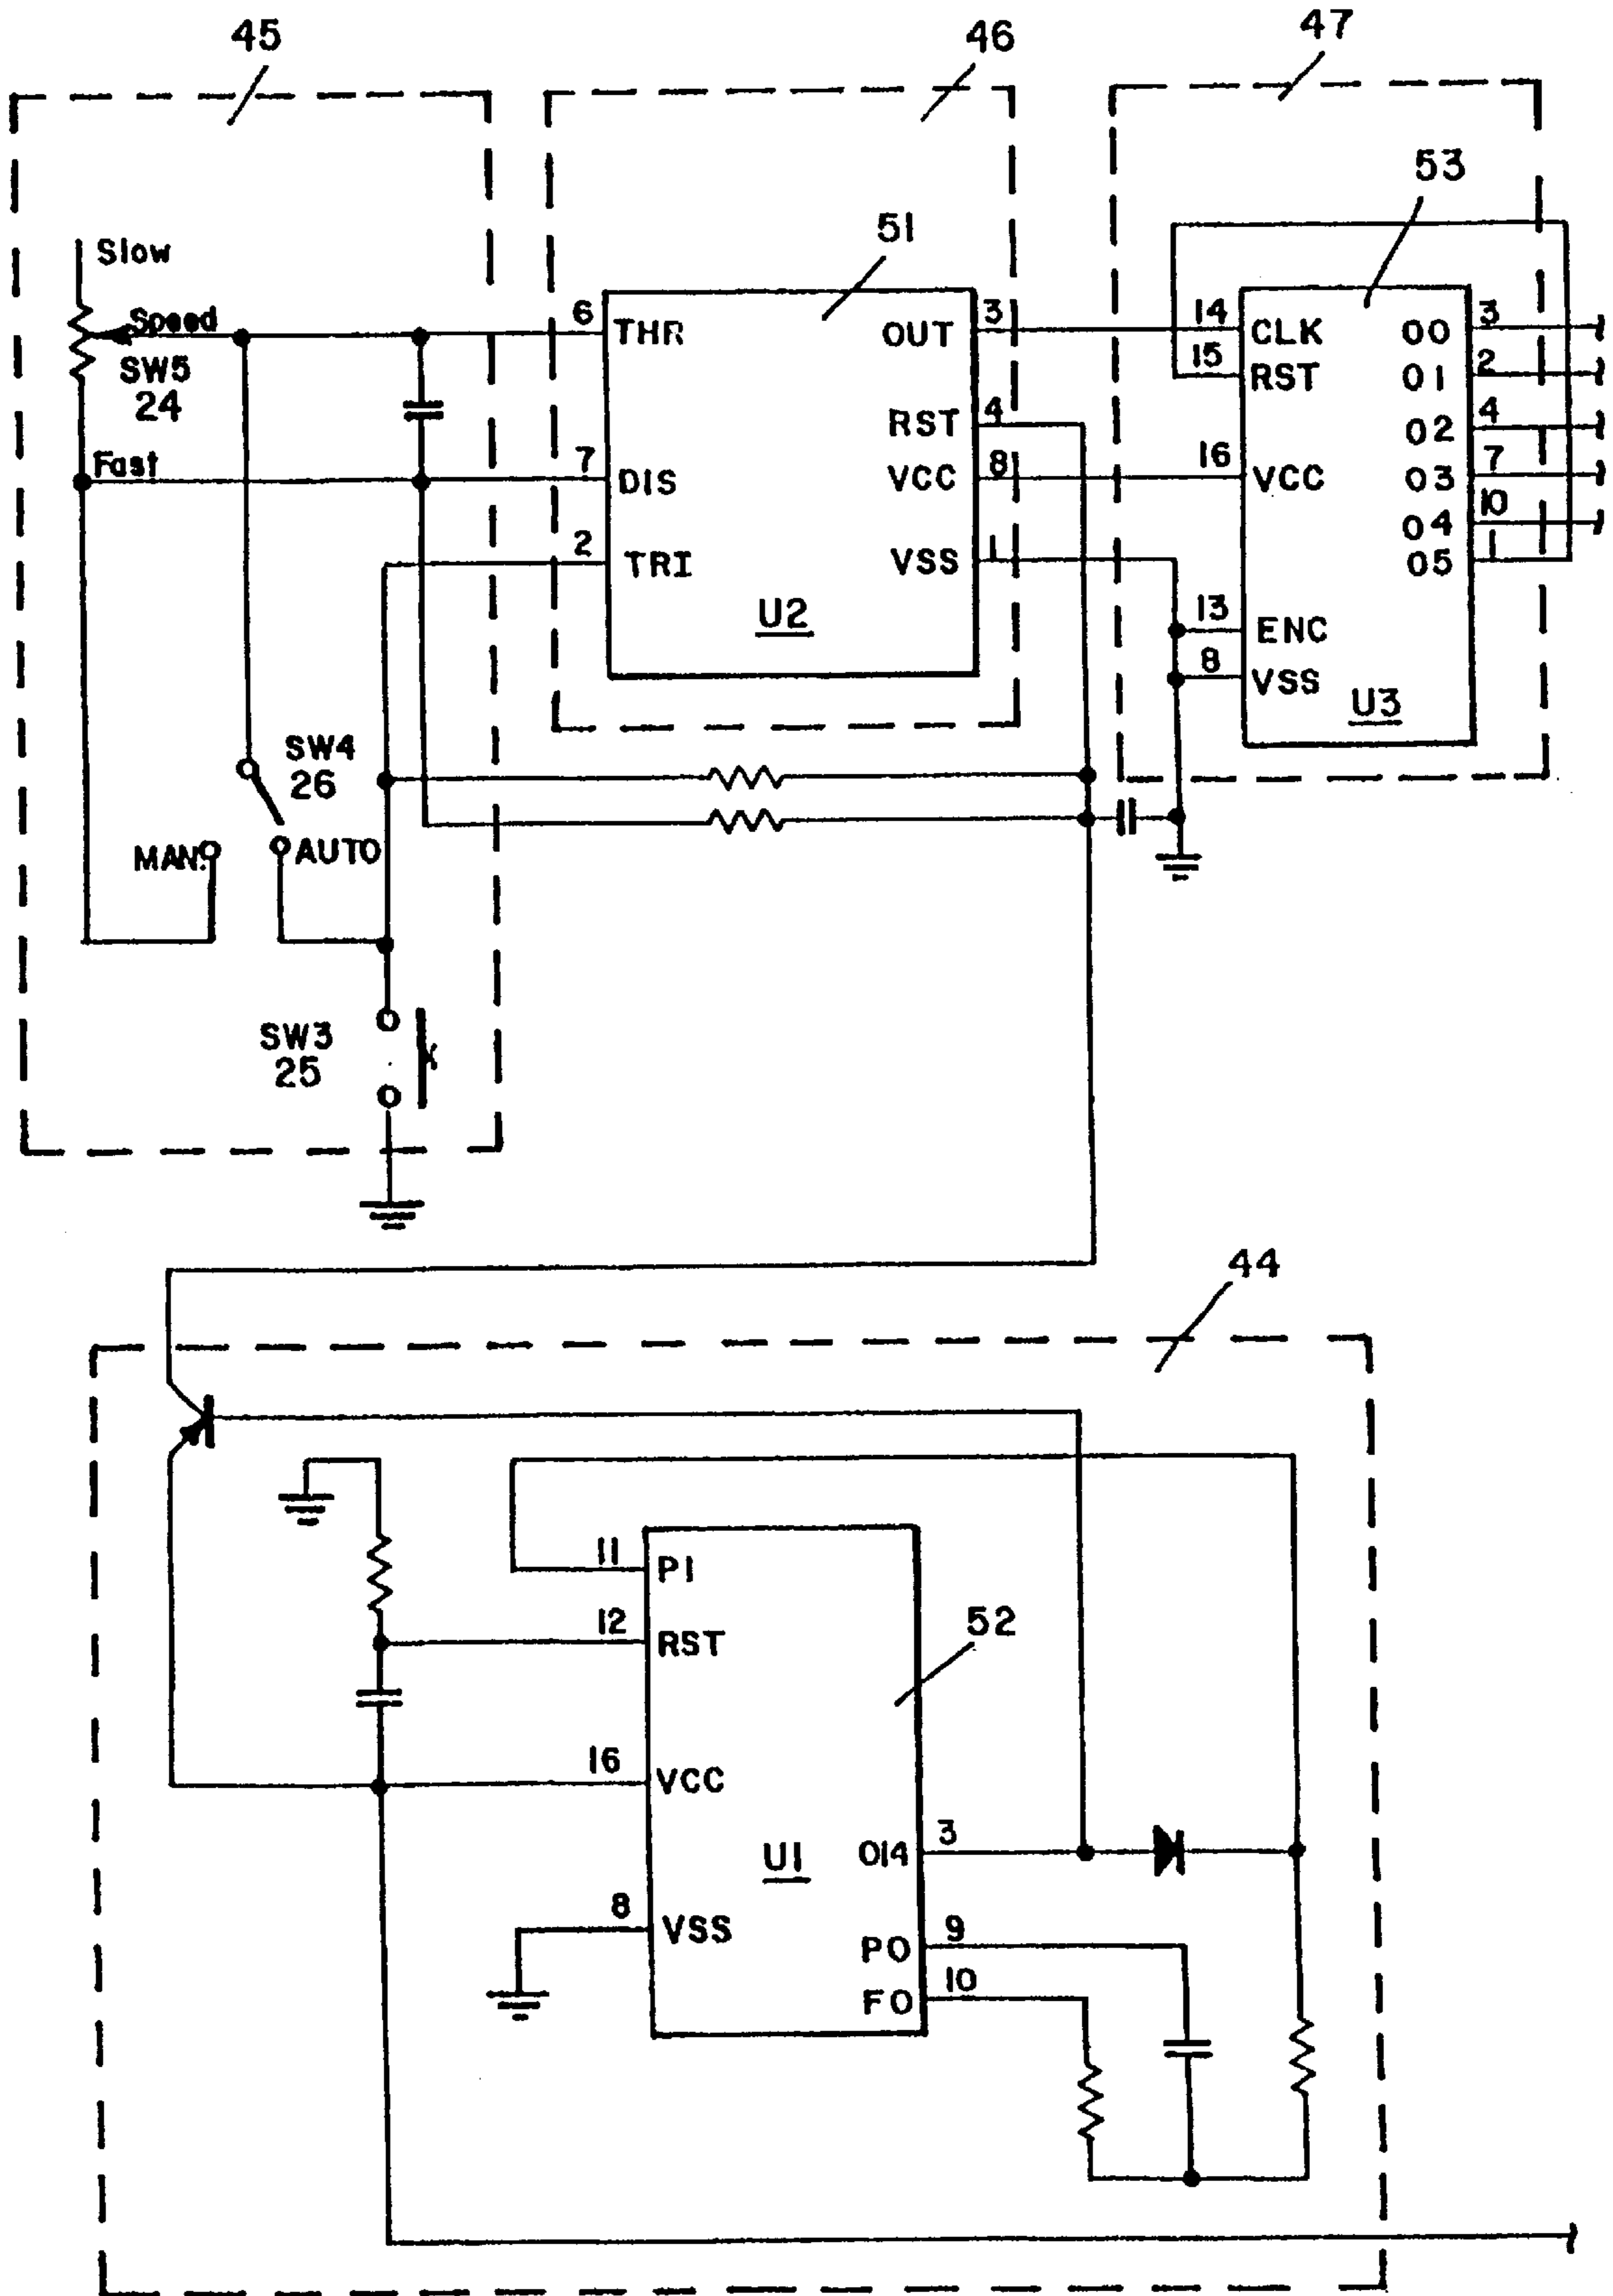 45
46
47
53
51
Slow
Speed
SW5
24
Fast
6
THR
7
DIS
2
TRI
OUT
3
RST
4
VCC
8
VSS
1
U2
14
CLK
15
RST
16
VCC
13
ENC
8
VSS
U3
00
3
01
2
02
4
03
7
04
10
05
1
SW4
26
MAN.
AUTO
SW3
25
44
11
PI
12
RST
52
16
VCC
U1
014
3
8
VSS
PO
9
FO
10